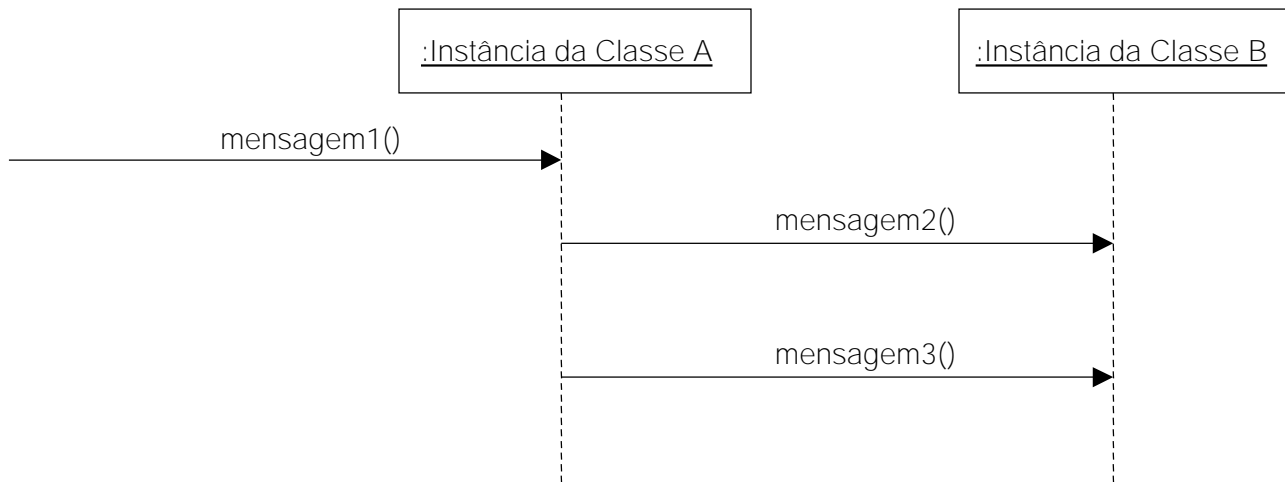 :Instância da Classe A
:Instância da Classe B
mensagem1()
mensagem2()
mensagem3()